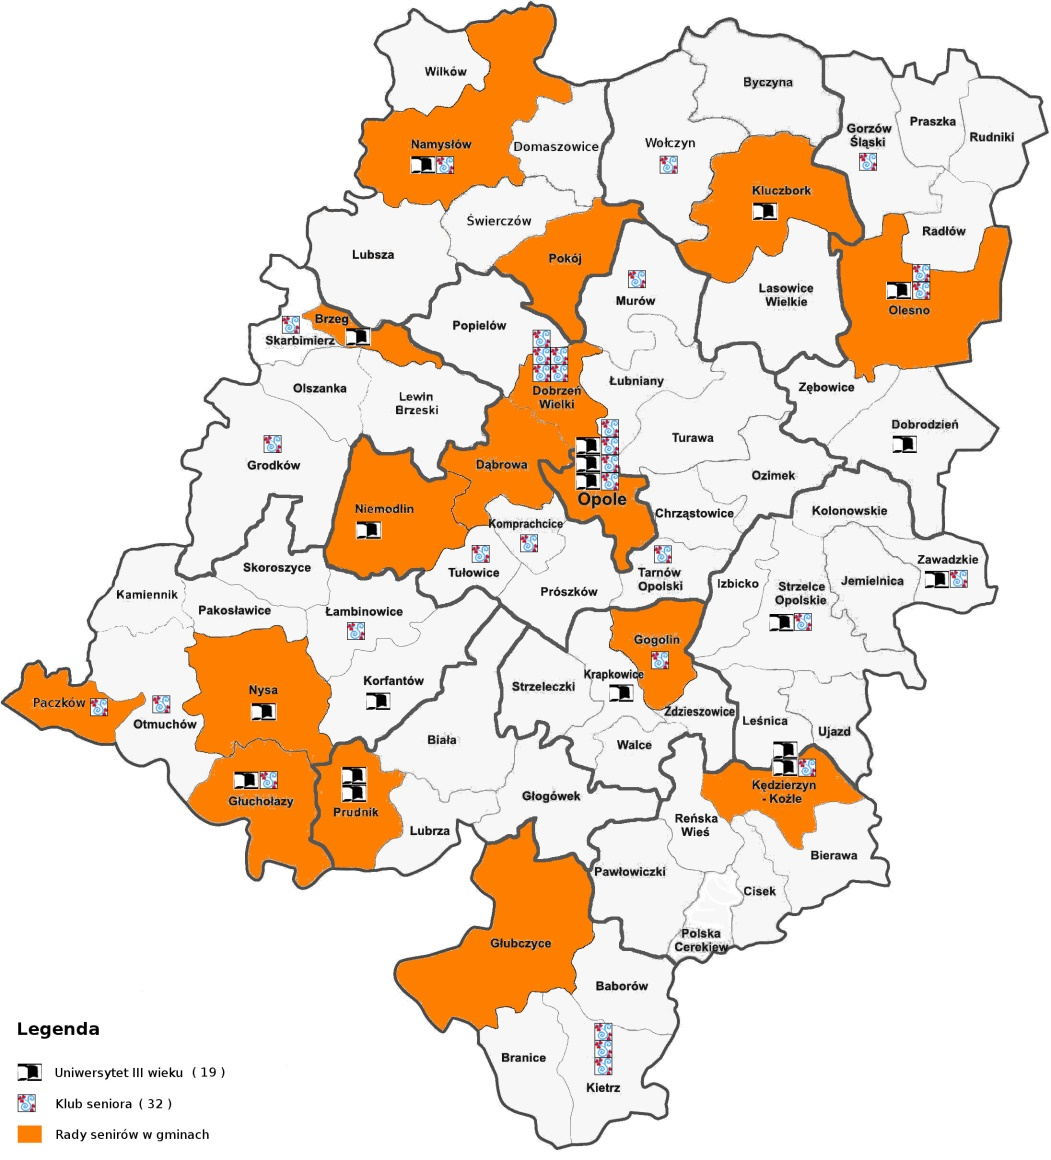 Wilków
Byczyna
Praszka
Gorzów
Śląski
Rudniki
Namysłów
Domaszowice
Wołczyn
Kluczbork
Świerczów
Radłów
Lubsza
Pokój
Lasowice
Wielkie
Murów
Olesno
Brzeg
Skarbimierz
Popielów
Łubniany
Olszanka
Zębowice
Dobrzeń
Wielki
Lewin
Brzeski
Dobrodzień
Turawa
Grodków
Dąbrowa
Ozimek
Opole
Niemodlin
Chrząstowice
Kolonowskie
Komprachcice
Skoroszyce
Tułowice
Tarnów
Opolski
Izbicko
Zawadzkie
Jemielnica
Strzelce
Opolskie
Prószków
Kamiennik
Pakosławice
Łambinowice
Gogolin
Krapkowice
Korfantów
Strzeleczki
Nysa
Paczków
Zdzieszowice
Otmuchów
Leśnica
Ujazd
Biała
Walce
Kędzierzyn
- Koźle
Głogówek
Głuchołazy
Prudnik
Reńska
Wieś
Lubrza
Bierawa
Pawłowiczki
Cisek
Polska
Cerekiew
Głubczyce
Baborów
Branice
Kietrz
Legenda
Uniwersytet III wieku ( 19 )
Klub seniora ( 32 )
Rady senirów w gminach